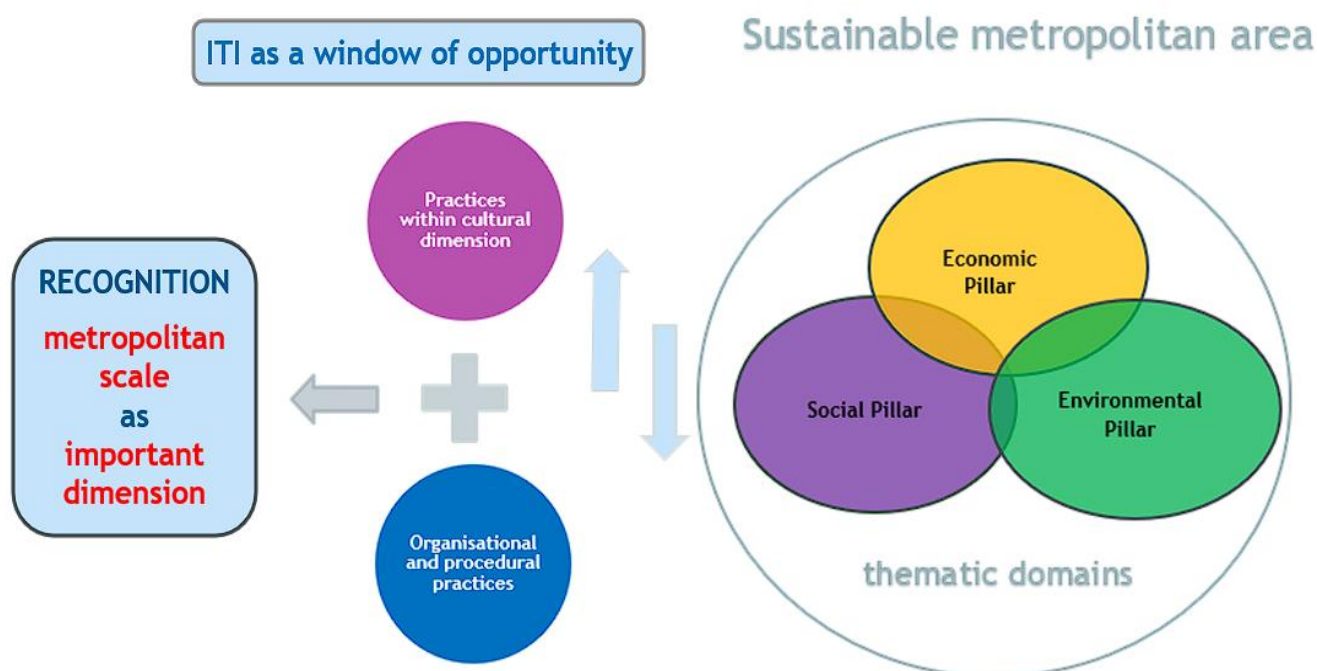 ITI as a window of opportunity
Sustainable metropolitan area
Practices
within cultural
dimension
RECOGNITION
metropolitan
scale
as
important
dimension
Organisational
and procedural
practices
Economic
Pillar
Social Pillar
Environmental
Pillar
thematic domains